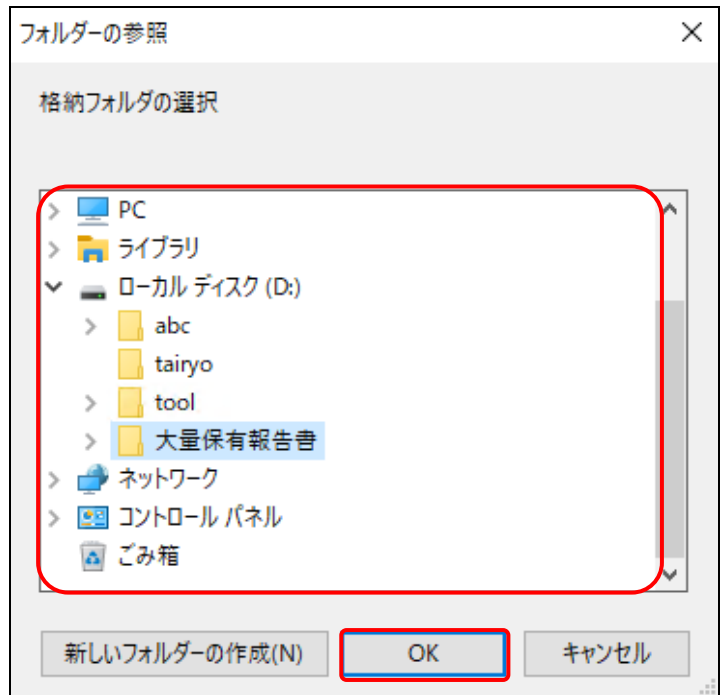 フォルダーの参照
格納フォルダの選択
PC
ライブラリ
ローカル ディスク (D:)
abc
tairyo
tool
大量保有報告書
ネットワーク
コントロール パネル
ごみ箱
新しいフォルダーの作成(N) OK キャンセル